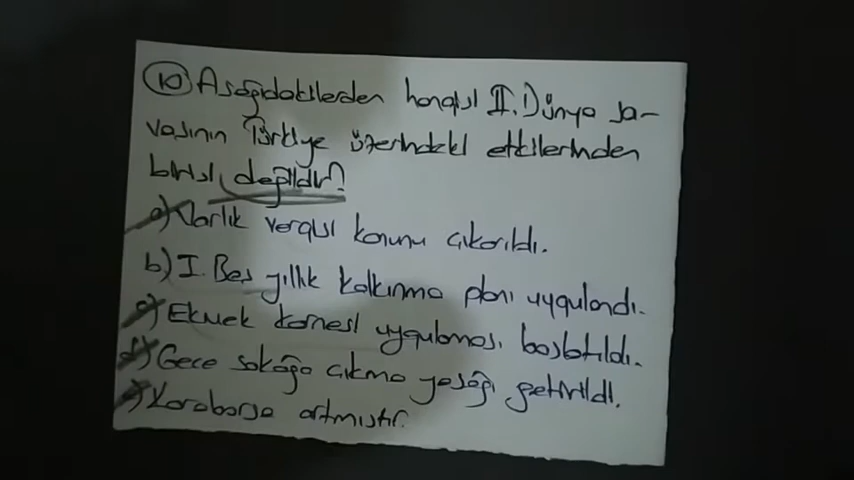 10 Aşağıdakilerden hangisi II. Dünya Sa-
vaşının Türkiye üzerindeki etkilerinden
birisi değildir?
a) Varlık vergisi kanunu çıkarıldı.
b) I. Beş yıllık kalkınma planı uygulandı.
c) Ekmek karnesi uygulaması başlatıldı.
d) Gece sokağa çıkma yasağı getirildi.
e) Karaborsa artmıştır.